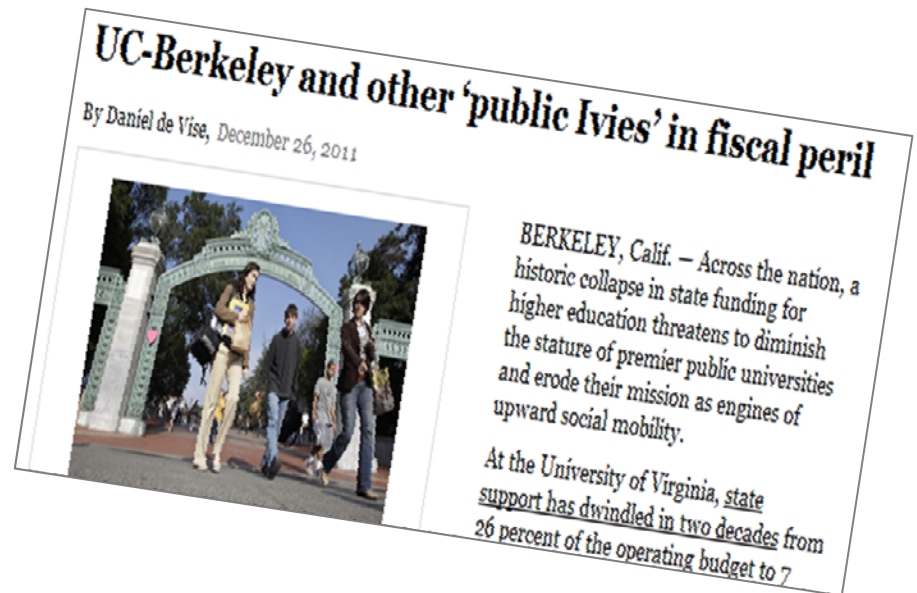 UC-Berkeley and other ‘public Ivies’ in fiscal peril
By Daniel de Vise, December 26, 2011
BERKELEY, Calif. — Across the nation, a
historic collapse in state funding for
higher education threatens to diminish
the stature of premier public universities
and erode their mission as engines of
upward social mobility.
At the University of Virginia, state
support has dwindled in two decades from
26 percent of the operating budget to 7